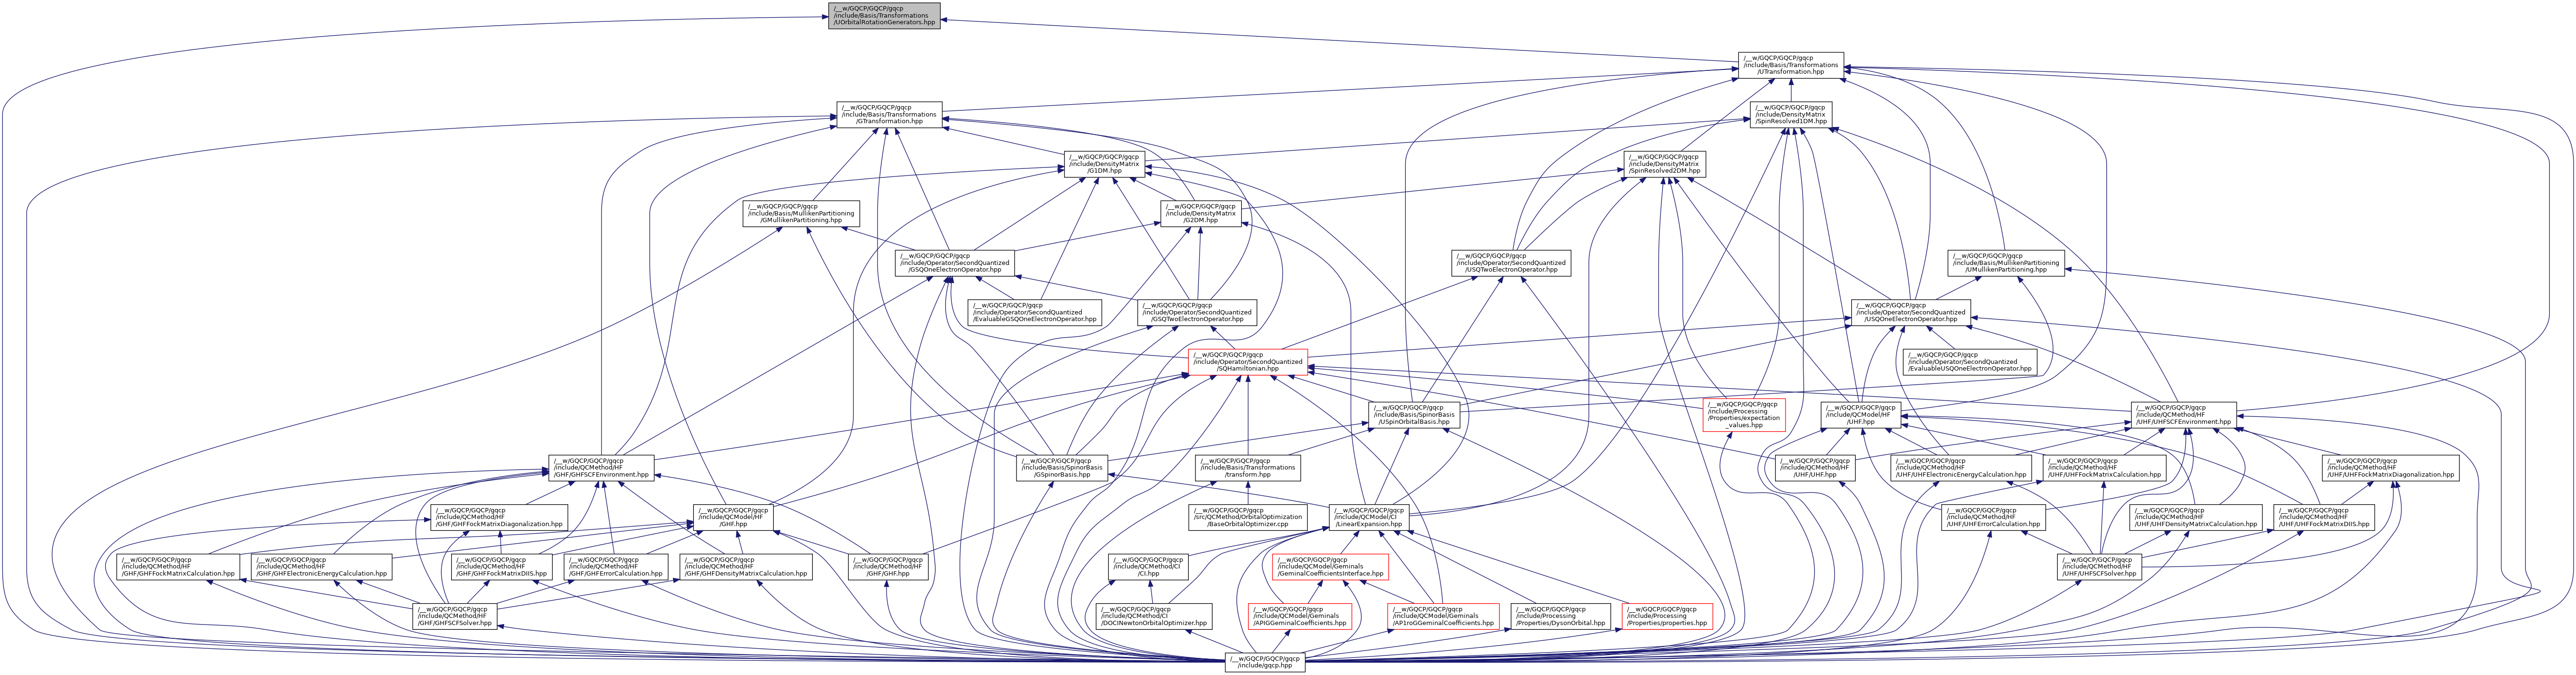 /__w/GQCP/GQCP/gqcp
/include/Basis/Transformations
/UOrbitalRotationGenerators.hpp
/__w/GQCP/GQCP/gqcp
/include/Basis/Transformations
/UTransformation.hpp
/__w/GQCP/GQCP/gqcp
/include/Basis/Transformations
/GTransformation.hpp
/__w/GQCP/GQCP/gqcp
/include/DensityMatrix
/SpinResolved1DM.hpp
/__w/GQCP/GQCP/gqcp
/include/DensityMatrix
/G1DM.hpp
/__w/GQCP/GQCP/gqcp
/include/DensityMatrix
/SpinResolved2DM.hpp
/__w/GQCP/GQCP/gqcp
/include/Basis/MullikenPartitioning
/GMullikenPartitioning.hpp
/__w/GQCP/GQCP/gqcp
/include/DensityMatrix
/G2DM.hpp
/__w/GQCP/GQCP/gqcp
/include/Operator/SecondQuantized
/GSQOneElectronOperator.hpp
/__w/GQCP/GQCP/gqcp
/include/Operator/SecondQuantized
/USQTwoElectronOperator.hpp
/__w/GQCP/GQCP/gqcp
/include/Basis/MullikenPartitioning
/UMullikenPartitioning.hpp
/__w/GQCP/GQCP/gqcp
/include/Operator/SecondQuantized
/EvaluableGSQOneElectronOperator.hpp
/__w/GQCP/GQCP/gqcp
/include/Operator/SecondQuantized
/GSQTwoElectronOperator.hpp
/__w/GQCP/GQCP/gqcp
/include/Operator/SecondQuantized
/USQOneElectronOperator.hpp
/__w/GQCP/GQCP/gqcp
/include/Operator/SecondQuantized
/SQHamiltonian.hpp
/__w/GQCP/GQCP/gqcp
/include/Operator/SecondQuantized
/EvaluableUSQOneElectronOperator.hpp
/__w/GQCP/GQCP/gqcp
/include/Basis/SpinorBasis
/USpinOrbitalBasis.hpp
/__w/GQCP/GQCP/gqcp
/include/Processing
/Properties/expectation
_values.hpp
/__w/GQCP/GQCP/gqcp
/include/QCModel/HF
/UHF.hpp
/__w/GQCP/GQCP/gqcp
/include/QCMethod/HF
/UHF/UHFSCFEnvironment.hpp
/__w/GQCP/GQCP/gqcp
/include/QCMethod/HF
/GHF/GHFSCFEnvironment.hpp
/__w/GQCP/GQCP/gqcp
/include/Basis/SpinorBasis
/GSpinorBasis.hpp
/__w/GQCP/GQCP/gqcp
/include/Basis/Transformations
/transform.hpp
/__w/GQCP/GQCP/gqcp
/include/QCMethod/HF
/UHF/UHF.hpp
/__w/GQCP/GQCP/gqcp
/include/QCMethod/HF
/UHF/UHFElectronicEnergyCalculation.hpp
/__w/GQCP/GQCP/gqcp
/include/QCMethod/HF
/UHF/UHFFockMatrixCalculation.hpp
/__w/GQCP/GQCP/gqcp
/include/QCMethod/HF
/UHF/UHFFockMatrixDiagonalization.hpp
/__w/GQCP/GQCP/gqcp
/include/QCMethod/HF
/GHF/GHFFockMatrixDiagonalization.hpp
/__w/GQCP/GQCP/gqcp
/include/QCModel/HF
/GHF.hpp
/__w/GQCP/GQCP/gqcp
/src/QCMethod/OrbitalOptimization
/BaseOrbitalOptimizer.cpp
/__w/GQCP/GQCP/gqcp
/include/QCModel/CI
/LinearExpansion.hpp
/__w/GQCP/GQCP/gqcp
/include/QCMethod/HF
/UHF/UHFErrorCalculation.hpp
/__w/GQCP/GQCP/gqcp
/include/QCMethod/HF
/UHF/UHFDensityMatrixCalculation.hpp
/__w/GQCP/GQCP/gqcp
/include/QCMethod/HF
/UHF/UHFFockMatrixDIIS.hpp
/__w/GQCP/GQCP/gqcp
/include/QCMethod/HF
/GHF/GHFFockMatrixCalculation.hpp
/__w/GQCP/GQCP/gqcp
/include/QCMethod/HF
/GHF/GHFElectronicEnergyCalculation.hpp
/__w/GQCP/GQCP/gqcp
/include/QCMethod/HF
/GHF/GHFFockMatrixDIIS.hpp
/__w/GQCP/GQCP/gqcp
/include/QCMethod/HF
/GHF/GHFErrorCalculation.hpp
/__w/GQCP/GQCP/gqcp
/include/QCMethod/HF
/GHF/GHFDensityMatrixCalculation.hpp
/__w/GQCP/GQCP/gqcp
/include/QCMethod/HF
/GHF/GHF.hpp
/__w/GQCP/GQCP/gqcp
/include/QCMethod/CI
/CI.hpp
/__w/GQCP/GQCP/gqcp
/include/QCModel/Geminals
/GeminalCoefficientsInterface.hpp
/__w/GQCP/GQCP/gqcp
/include/QCMethod/HF
/UHF/UHFSCFSolver.hpp
/__w/GQCP/GQCP/gqcp
/include/QCMethod/HF
/GHF/GHFSCFSolver.hpp
/__w/GQCP/GQCP/gqcp
/include/QCMethod/CI
/DOCINewtonOrbitalOptimizer.hpp
/__w/GQCP/GQCP/gqcp
/include/QCModel/Geminals
/APIGGeminalCoefficients.hpp
/__w/GQCP/GQCP/gqcp
/include/QCModel/Geminals
/AP1roGGeminalCoefficients.hpp
/__w/GQCP/GQCP/gqcp
/include/Processing
/Properties/DysonOrbital.hpp
/__w/GQCP/GQCP/gqcp
/include/Processing
/Properties/properties.hpp
/__w/GQCP/GQCP/gqcp
/include/gqcp.hpp